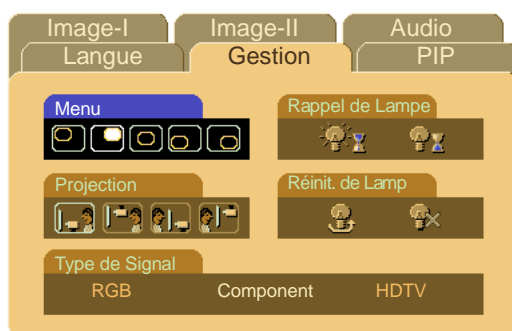 Image-I Image-II Audio
Langue Gestion PIP
Menu Rappel de Lampe
Projection Réinit. de Lamp
Type de Signal
RGB Component HDTV